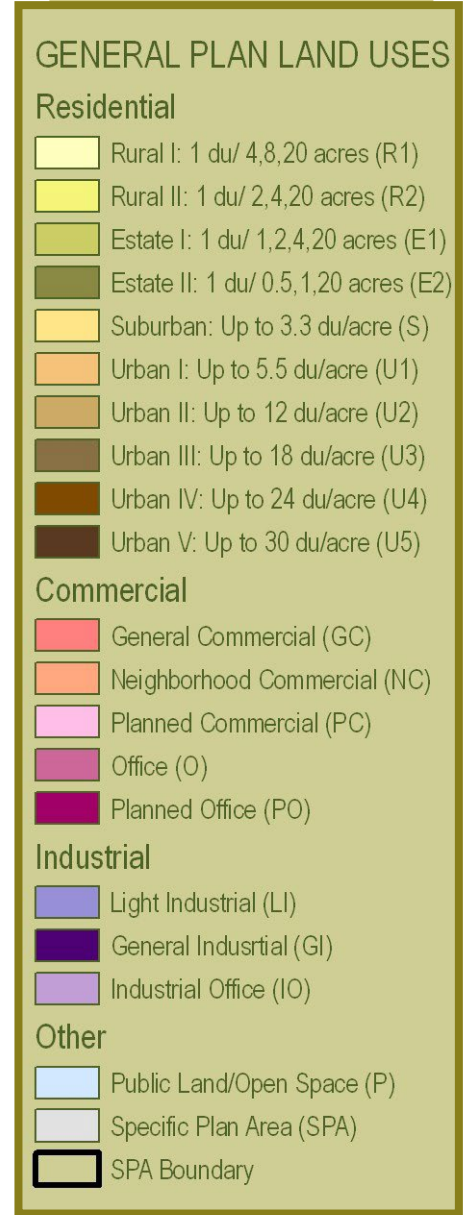 GENERAL PLAN LAND USES
Residential
Rural I: 1 du/ 4,8,20 acres (R1)
Rural II: 1 du/ 2,4,20 acres (R2)
Estate I: 1 du/ 1,2,4,20 acres (E1)
Estate II: 1 du/ 0.5,1,20 acres (E2)
Suburban: Up to 3.3 du/acre (S)
Urban I: Up to 5.5 du/acre (U1)
Urban II: Up to 12 du/acre (U2)
Urban III: Up to 18 du/acre (U3)
Urban IV: Up to 24 du/acre (U4)
Urban V: Up to 30 du/acre (U5)
Commercial
General Commercial (GC)
Neighborhood Commercial (NC)
Planned Commercial (PC)
Office (O)
Planned Office (PO)
Industrial
Light Industrial (LI)
General Indusrtial (GI)
Industrial Office (IO)
Other
Public Land/Open Space (P)
Specific Plan Area (SPA)
SPA Boundary